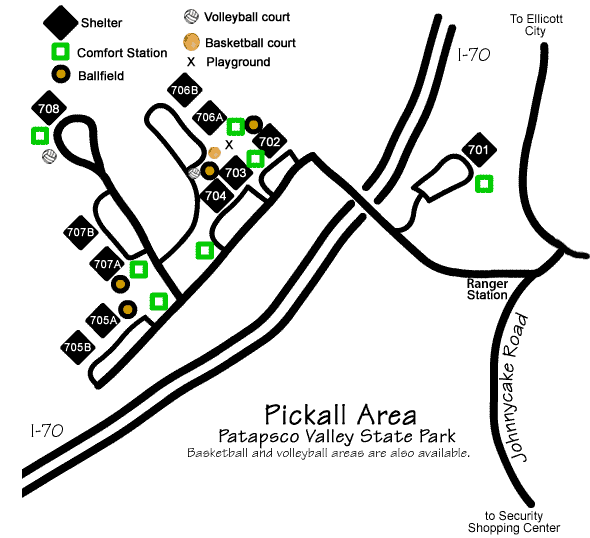 Shelter
Comfort Station
Ballfield
Volleyball court
Basketball court
X Playground
To Ellicott
City
I-70
706B
708
706A
702
X
701
703
704
707B
707A
705A
705B
Ranger
Station
Johnnycake Road
I-70
Pickall Area
Patapsco Valley State Park
Basketball and volleyball areas are also available.
to Security
Shopping Center